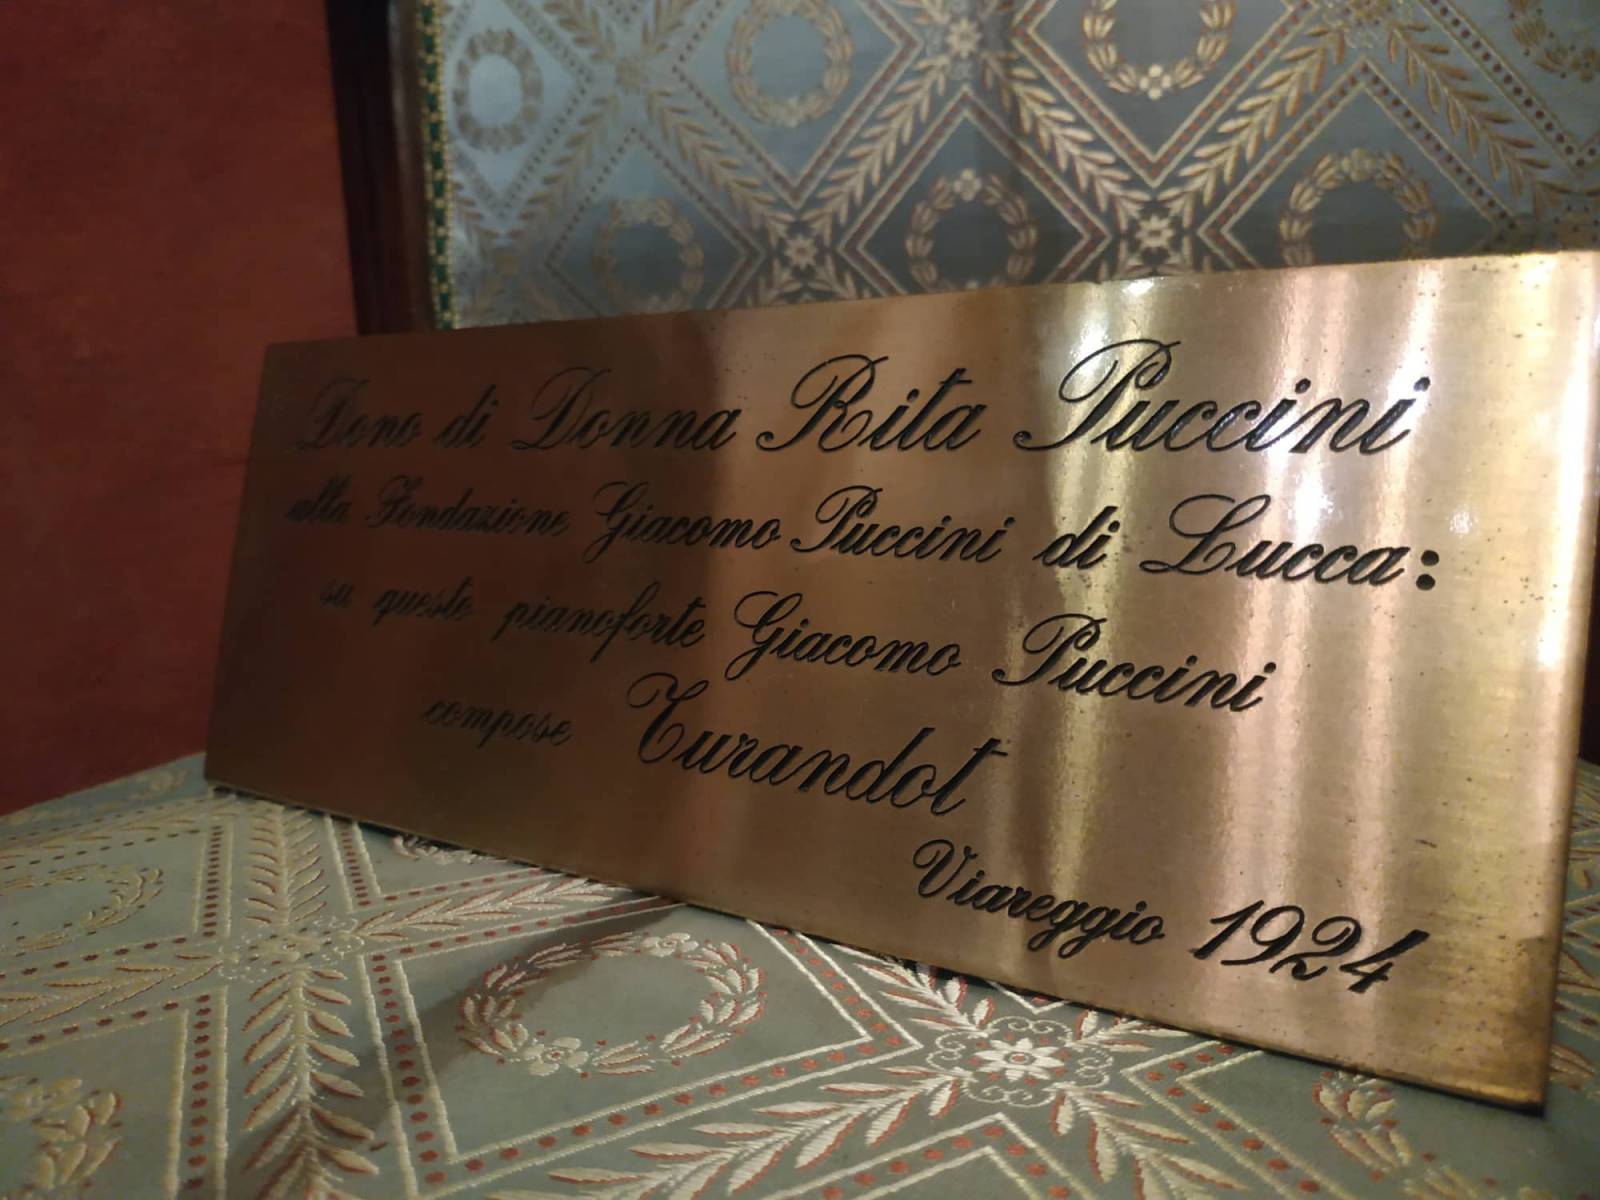 Dono di Donna Rita Puccini
alla Fondazione Giacomo Puccini di Lucca:
su questo pianoforte Giacomo Puccini
compose Turandot
Viareggio 1924